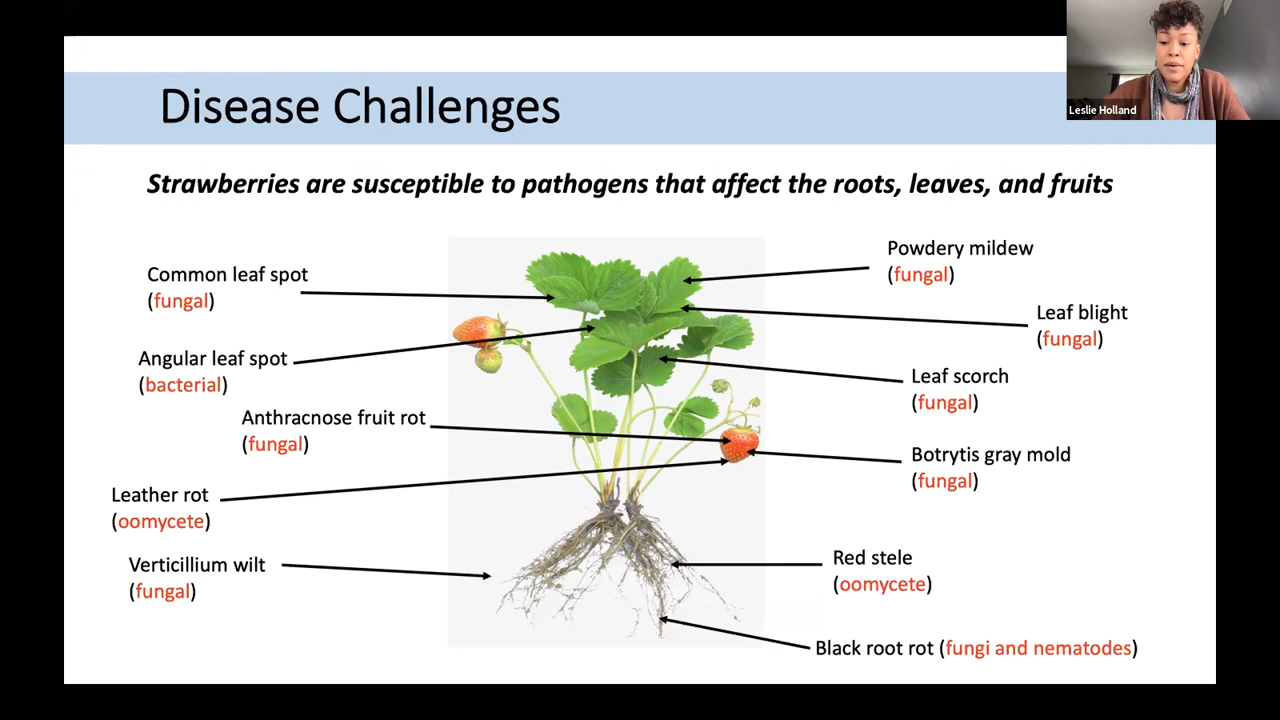 Disease Challenges
Leslie Holland
Strawberries are susceptible to pathogens that affect the roots, leaves, and fruits
Common leaf spot
(fungal)
Angular leaf spot
(bacterial)
Anthracnose fruit rot
(fungal)
Leather rot
(oomycete)
Verticillium wilt
(fungal)
Powdery mildew
(fungal)
Leaf blight
(fungal)
Leaf scorch
(fungal)
Botrytis gray mold
(fungal)
Red stele
(oomycete)
Black root rot (fungi and nematodes)